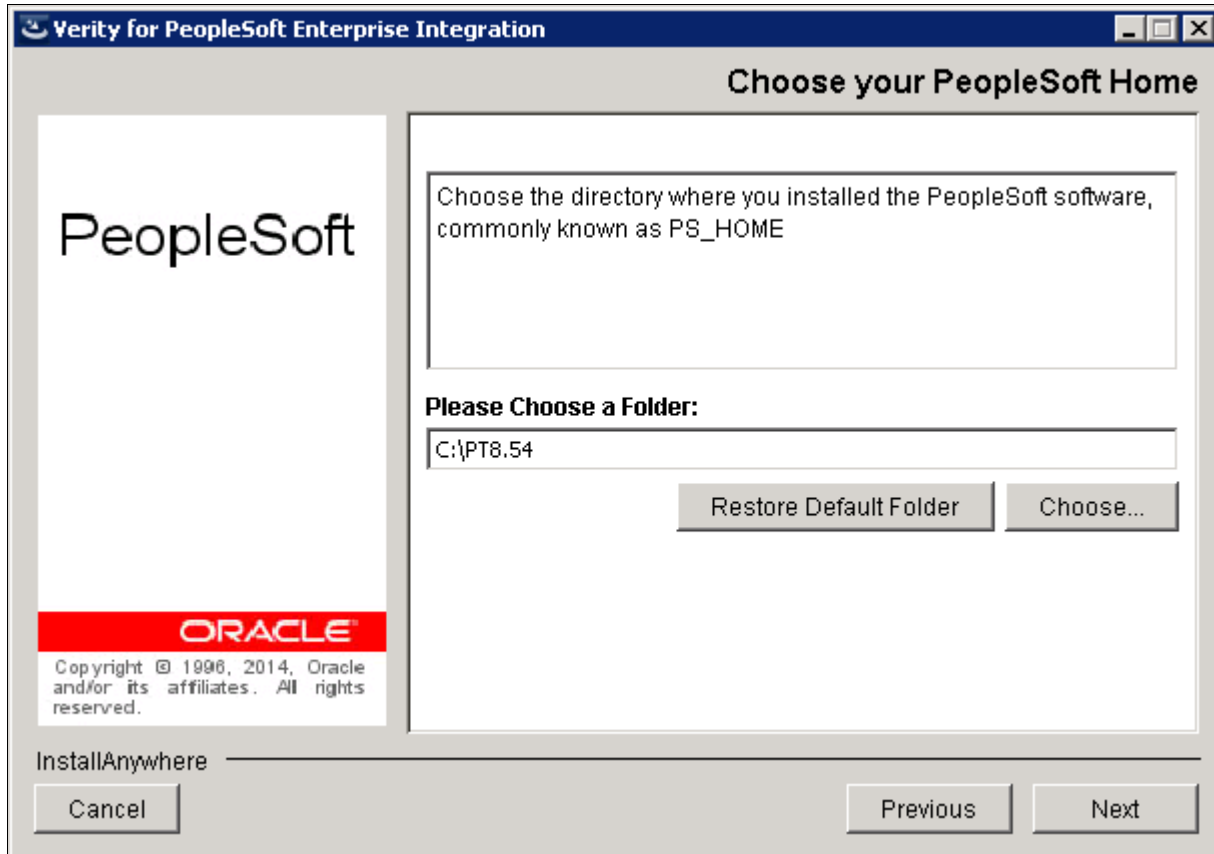 Verity for PeopleSoft Enterprise Integration
Choose your PeopleSoft Home
PeopleSoft
Choose the directory where you installed the PeopleSoft software,
commonly known as PS_HOME
Please Choose a Folder:
C:\PT8.54
Restore Default Folder
Choose...
ORACLE
Copyright © 1996, 2014, Oracle
and/or its affiliates. All rights
reserved.
InstallAnywhere
Cancel
Previous
Next